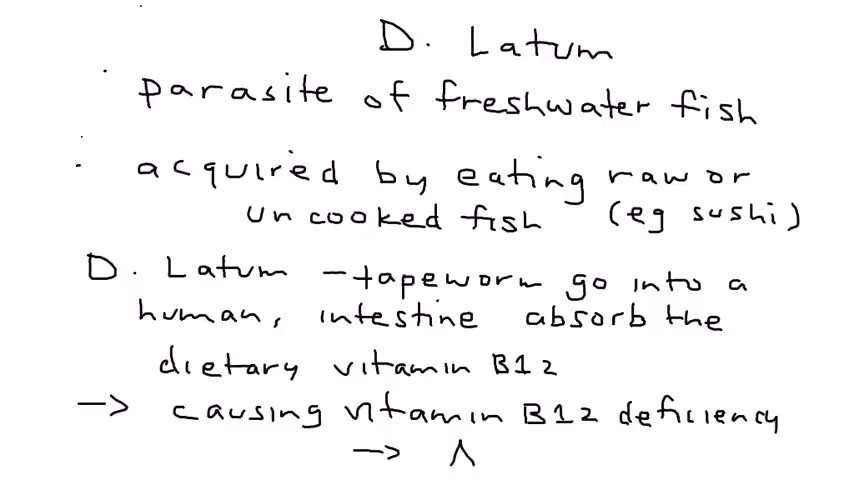 D. Latum
parasite of freshwater fish
acquired by eating raw or
uncooked fish (eg sushi)
D. Latum - tapeworm go into a
human, intestine absorb the
dietary vitamin B12
-> causing vitamin B12 deficiency
->